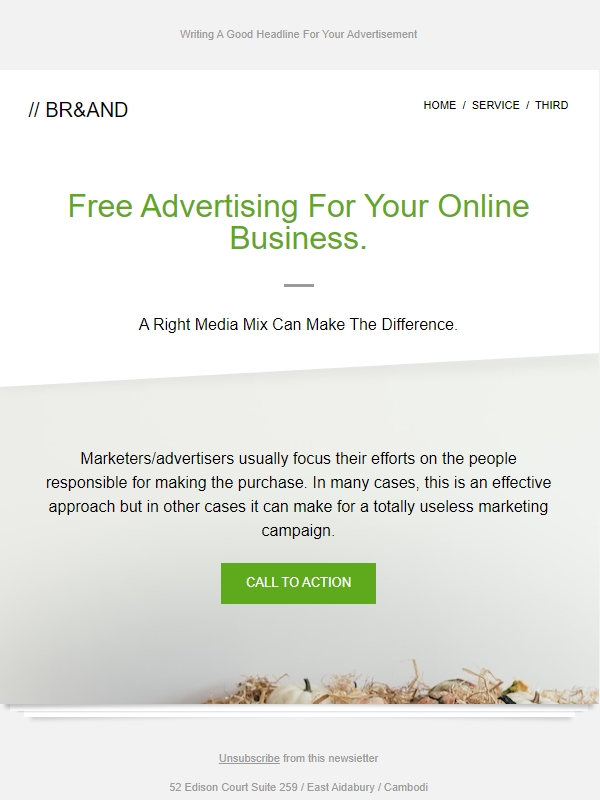 Writing A Good Headline For Your Advertisement
// BR&AND
HOME / SERVICE / THIRD
Free Advertising For Your Online
Business.
A Right Media Mix Can Make The Difference.
Marketers/advertisers usually focus their efforts on the people
responsible for making the purchase. In many cases, this is an effective
approach but in other cases it can make for a totally useless marketing
campaign.
CALL TO ACTION
Unsubscribe from this newsletter
52 Edison Court Suite 259 / East Aidabury / Cambodi